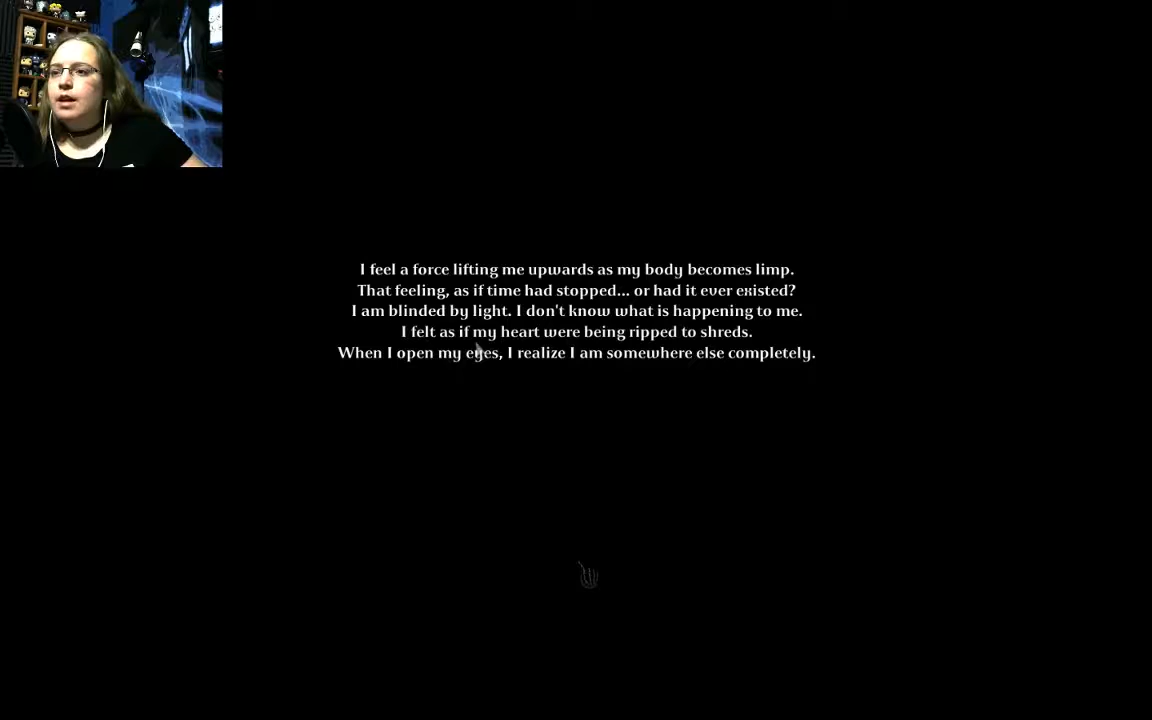 I feel a force lifting me upwards as my body becomes limp.
That feeling, as if time had stopped... or had it ever existed?
I am blinded by light. I don't know what is happening to me.
I felt as if my heart were being ripped to shreds.
When I open my eyes, I realize I am somewhere else completely.